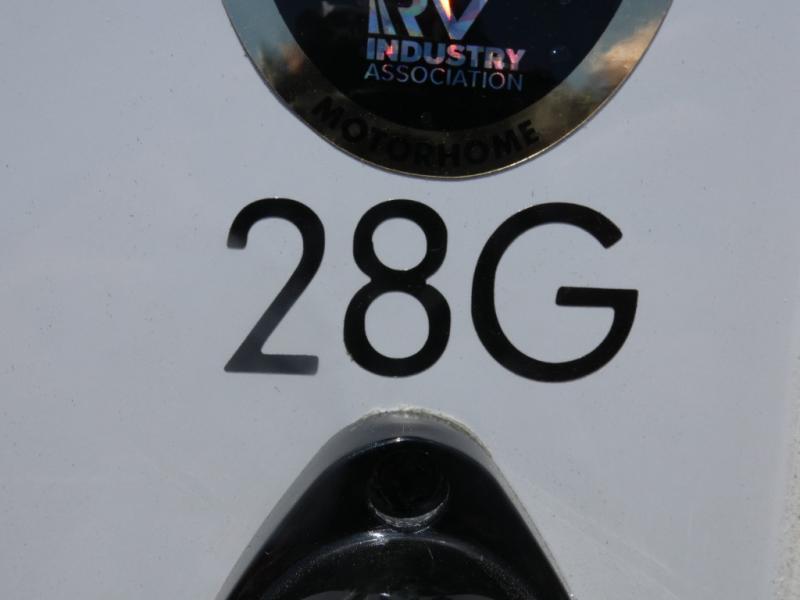 RV
INDUSTRY
ASSOCIATION
MOTORHOME
28G